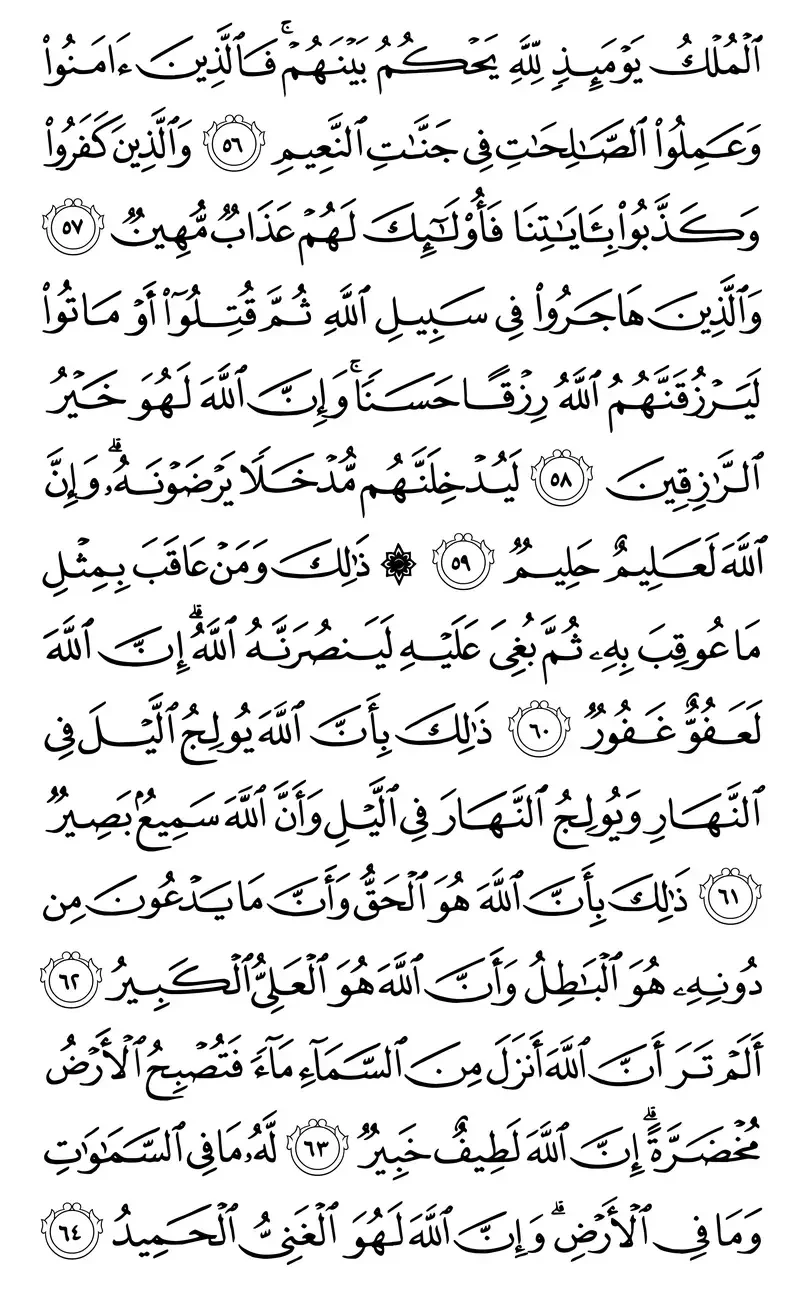 ٱلْمُلْكُ يَوْمَئِذٍ لِّلَّهِ يَحْكُمُ بَيْنَهُمْ ۚ فَٱلَّذِينَ ءَامَنُوا۟
وَعَمِلُوا۟ ٱلصَّـٰلِحَـٰتِ فِى جَنَّـٰتِ ٱلنَّعِيمِ ٥٦ وَٱلَّذِينَ كَفَرُوا۟
وَكَذَّبُوا۟ بِـَٔايَـٰتِنَا فَأُو۟لَـٰٓئِكَ لَهُمْ عَذَابٌ مُّهِينٌ ٥٧
وَٱلَّذِينَ هَاجَرُوا۟ فِى سَبِيلِ ٱللَّهِ ثُمَّ قُتِلُوٓا۟ أَوْ مَاتُوا۟
لَيَرْزُقَنَّهُمُ ٱللَّهُ رِزْقًا حَسَنًا ۚ وَإِنَّ ٱللَّهَ لَهُوَ خَيْرُ
ٱلرَّٰزِقِينَ ٥٨ لَيُدْخِلَنَّهُم مُّدْخَلًا يَرْضَوْنَهُۥ ۗ وَإِنَّ
ٱللَّهَ لَعَلِيمٌ حَلِيمٌ ٥٩ ۞ ذَٰلِكَ وَمَنْ عَاقَبَ بِمِثْلِ
مَا عُوقِبَ بِهِۦ ثُمَّ بُغِىَ عَلَيْهِ لَيَنصُرَنَّهُ ٱللَّهُ ۗ إِنَّ ٱللَّهَ
لَعَفُوٌّ غَفُورٌ ٦٠ ذَٰلِكَ بِأَنَّ ٱللَّهَ يُولِجُ ٱلَّيْلَ فِى
ٱلنَّهَارِ وَيُولِجُ ٱلنَّهَارَ فِى ٱلَّيْلِ وَأَنَّ ٱللَّهَ سَمِيعٌۢ بَصِيرٌ
٦١ ذَٰلِكَ بِأَنَّ ٱللَّهَ هُوَ ٱلْحَقُّ وَأَنَّ مَا يَدْعُونَ مِن
دُونِهِۦ هُوَ ٱلْبَـٰطِلُ وَأَنَّ ٱللَّهَ هُوَ ٱلْعَلِىُّ ٱلْكَبِيرُ ٦٢
أَلَمْ تَرَ أَنَّ ٱللَّهَ أَنزَلَ مِنَ ٱلسَّمَآءِ مَآءً فَتُصْبِحُ ٱلْأَرْضُ
مُخْضَرَّةً ۗ إِنَّ ٱللَّهَ لَطِيفٌ خَبِيرٌ ٦٣ لَّهُۥ مَا فِى ٱلسَّمَـٰوَٰتِ
وَمَا فِى ٱلْأَرْضِ ۗ وَإِنَّ ٱللَّهَ لَهُوَ ٱلْغَنِىُّ ٱلْحَمِيدُ ٦٤